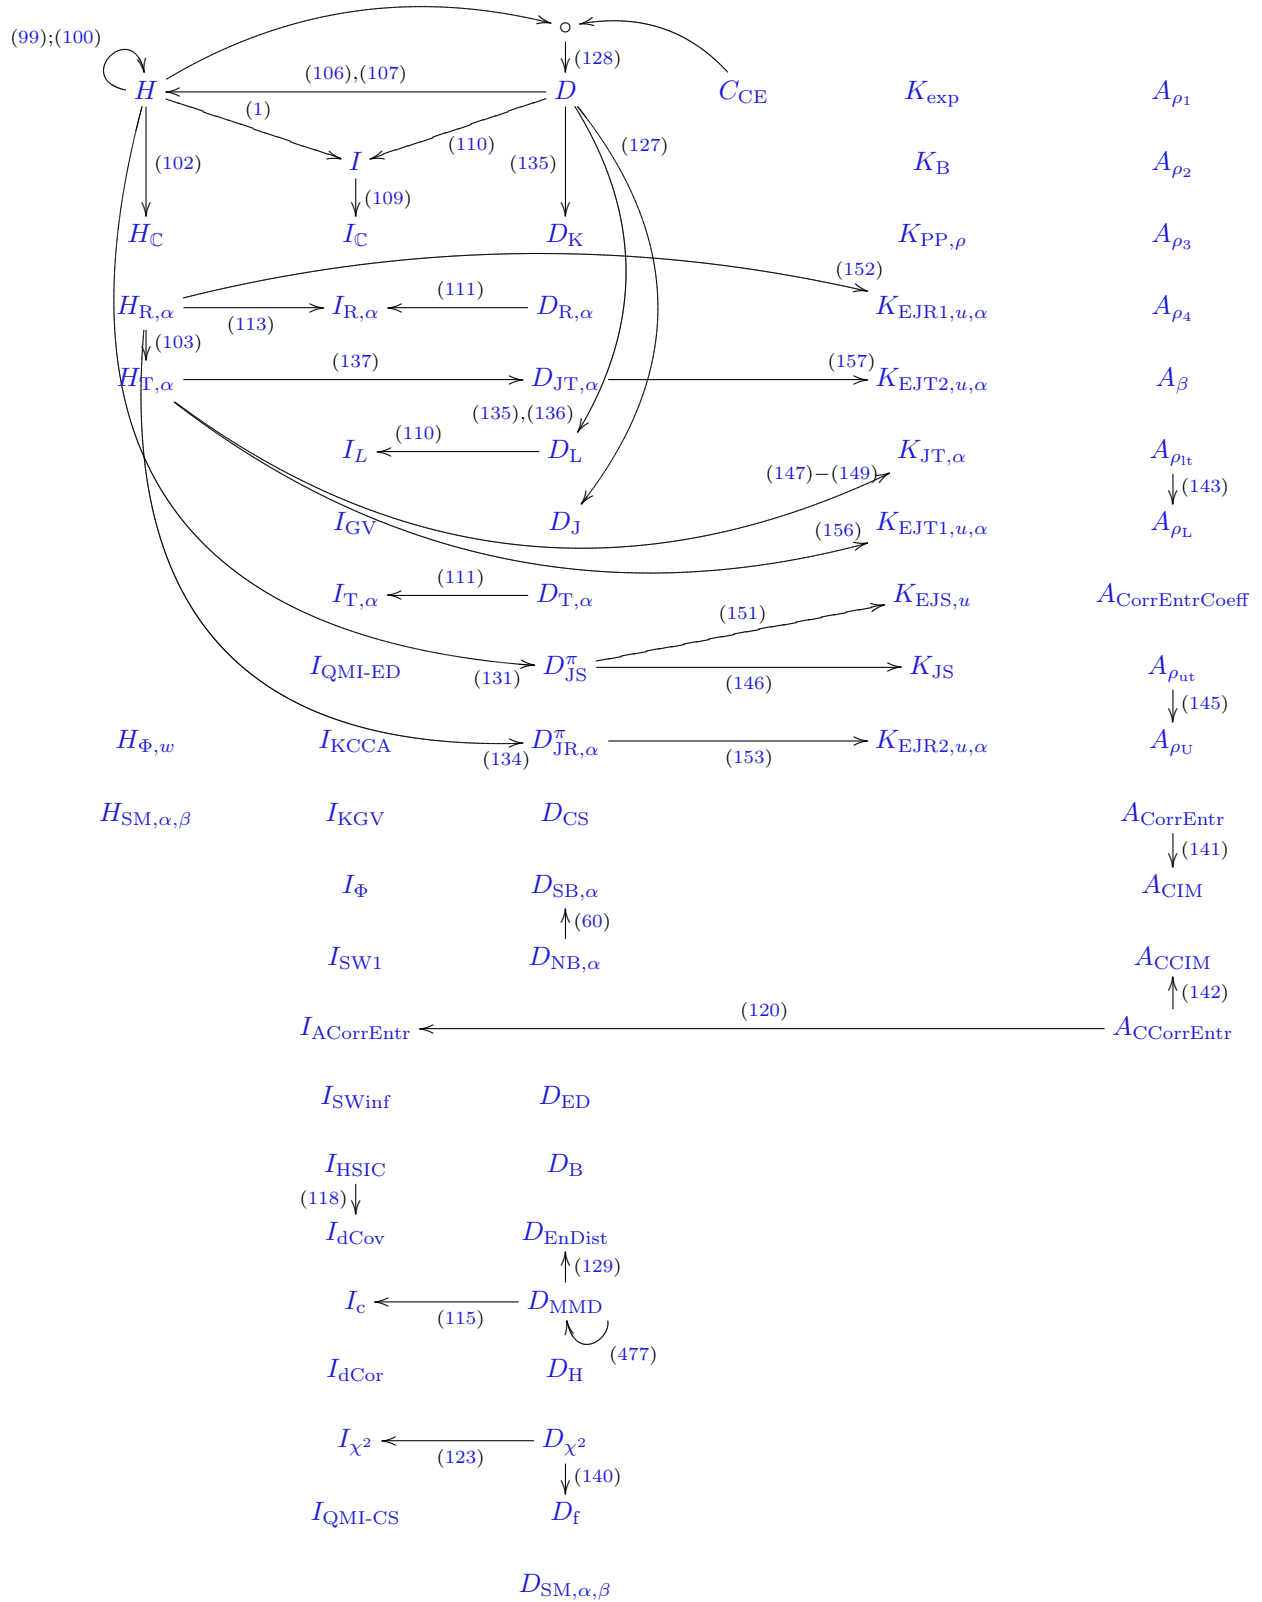 (99);(100)
∘
(128)
(106),(107)
H D C_CE K_exp A_ρ₁
(1)
(110) (127)
(102) I (135) K_B A_ρ₂
(109)
H_ℂ I_ℂ D_K K_PP,ρ A_ρ₃
(152)
(111)
H_R,α I_R,α D_R,α K_EJR1,u,α A_ρ₄
(113)
(103)
(137) (157)
H_T,α D_JT,α K_EJT2,u,α A_β
(135),(136)
(110)
I_L D_L K_JT,α A_ρ_lt
(147)−(149)
(143)
I_GV D_J K_EJT1,u,α A_ρ_L
(156)
(111)
I_T,α D_T,α K_EJS,u A_CorrEntrCoeff
(151)
I_QMI-ED D^π_JS K_JS A_ρ_ut
(131) (146)
(145)
H_Φ,w I_KCCA D^π_JR,α K_EJR2,u,α A_ρ_U
(134) (153)
H_SM,α,β I_KGV D_CS A_CorrEntr
(141)
I_Φ D_SB,α A_CIM
(60)
I_SW1 D_NB,α A_CCIM
(142)
(120)
I_ACorrEntr A_CCorrEntr
I_SWinf D_ED
I_HSIC D_B
(118)
I_dCov D_EnDist
(129)
I_c D_MMD
(115)
(477)
I_dCor D_H
I_χ² D_χ²
(123)
(140)
I_QMI-CS D_f
D_SM,α,β